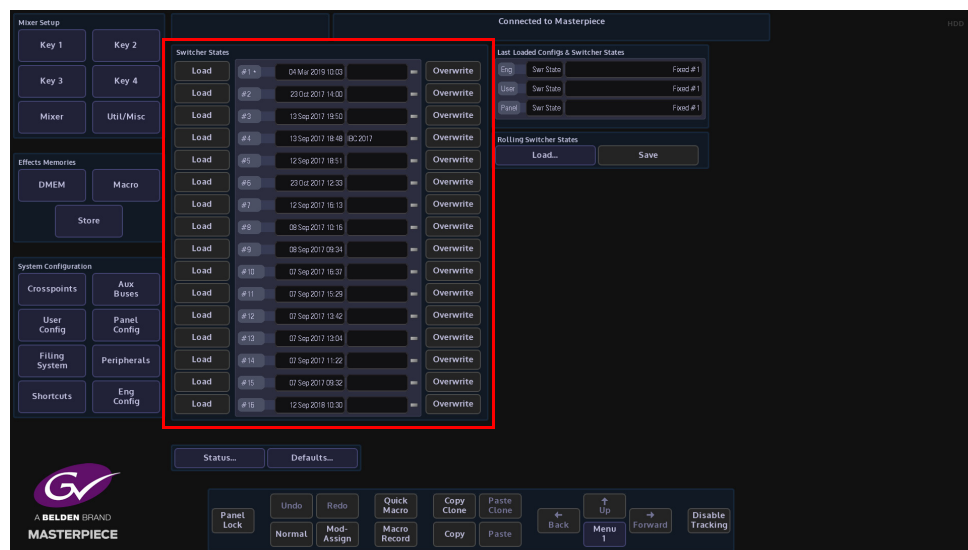 Mixer Setup
Connected to Masterpiece
HDD
Key 1
Key 2
Key 3
Key 4
Mixer
Util/Misc
Effects Memories
DMEM
Macro
Store
System Configuration
Crosspoints
Aux
Buses
User
Config
Panel
Config
Filing
System
Peripherals
Shortcuts
Eng
Config
Switcher States
Load #1 * 04 Mar 2019 10:03 Overwrite
Load #2 23 Oct 2017 14:00 Overwrite
Load #3 13 Sep 2017 19:50 Overwrite
Load #4 13 Sep 2017 18:48 IBC 2017 Overwrite
Load #5 12 Sep 2017 18:51 Overwrite
Load #6 23 Oct 2017 12:33 Overwrite
Load #7 12 Sep 2017 16:13 Overwrite
Load #8 08 Sep 2017 10:16 Overwrite
Load #9 08 Sep 2017 09:34 Overwrite
Load #10 07 Sep 2017 16:37 Overwrite
Load #11 07 Sep 2017 15:29 Overwrite
Load #12 07 Sep 2017 13:42 Overwrite
Load #13 07 Sep 2017 13:04 Overwrite
Load #14 07 Sep 2017 11:22 Overwrite
Load #15 07 Sep 2017 09:32 Overwrite
Load #16 12 Sep 2018 10:30 Overwrite
Last Loaded Configs & Switcher States
Eng Swr State Fixed #1
User Swr State Fixed #1
Panel Swr State Fixed #1
Rolling Switcher States
Load...
Save
Status...
Defaults...
GV
A BELDEN BRAND
MASTERPIECE
Panel
Lock
Undo
Redo
Normal
Mod-
Assign
Quick
Macro
Macro
Record
Copy
Clone
Paste
Clone
Copy
Paste
← Back
↑ Up
Menu
1
→ Forward
Disable
Tracking